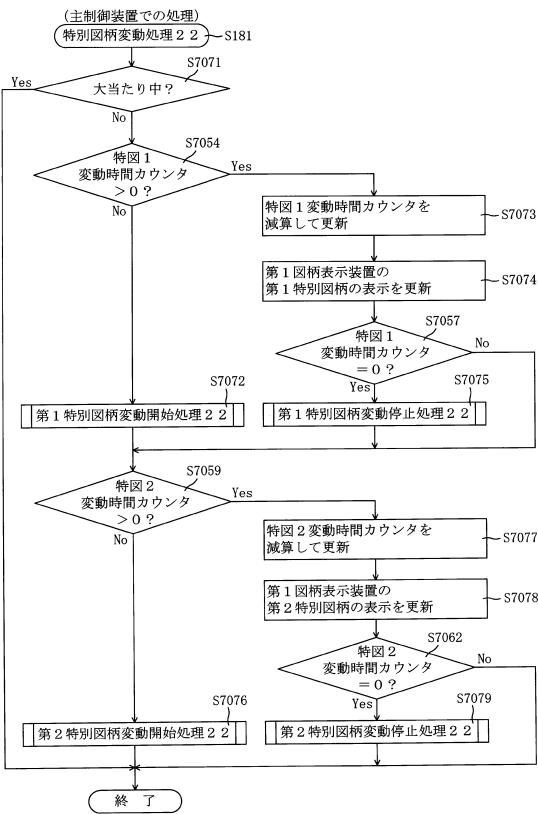 (主制御装置での処理)
特別図柄変動処理２２
S181
S7071
大当たり中？
Yes
No
S7054
特図１
変動時間カウンタ
＞０？
Yes
No
特図１変動時間カウンタを
減算して更新
S7073
第１図柄表示装置の
第１特別図柄の表示を更新
S7074
S7057
特図１
変動時間カウンタ
＝０？
No
Yes
S7072
第１特別図柄変動開始処理２２
S7075
第１特別図柄変動停止処理２２
S7059
特図２
変動時間カウンタ
＞０？
Yes
No
特図２変動時間カウンタを
減算して更新
S7077
第１図柄表示装置の
第２特別図柄の表示を更新
S7078
S7062
特図２
変動時間カウンタ
＝０？
No
Yes
S7076
第２特別図柄変動開始処理２２
S7079
第２特別図柄変動停止処理２２
終 了